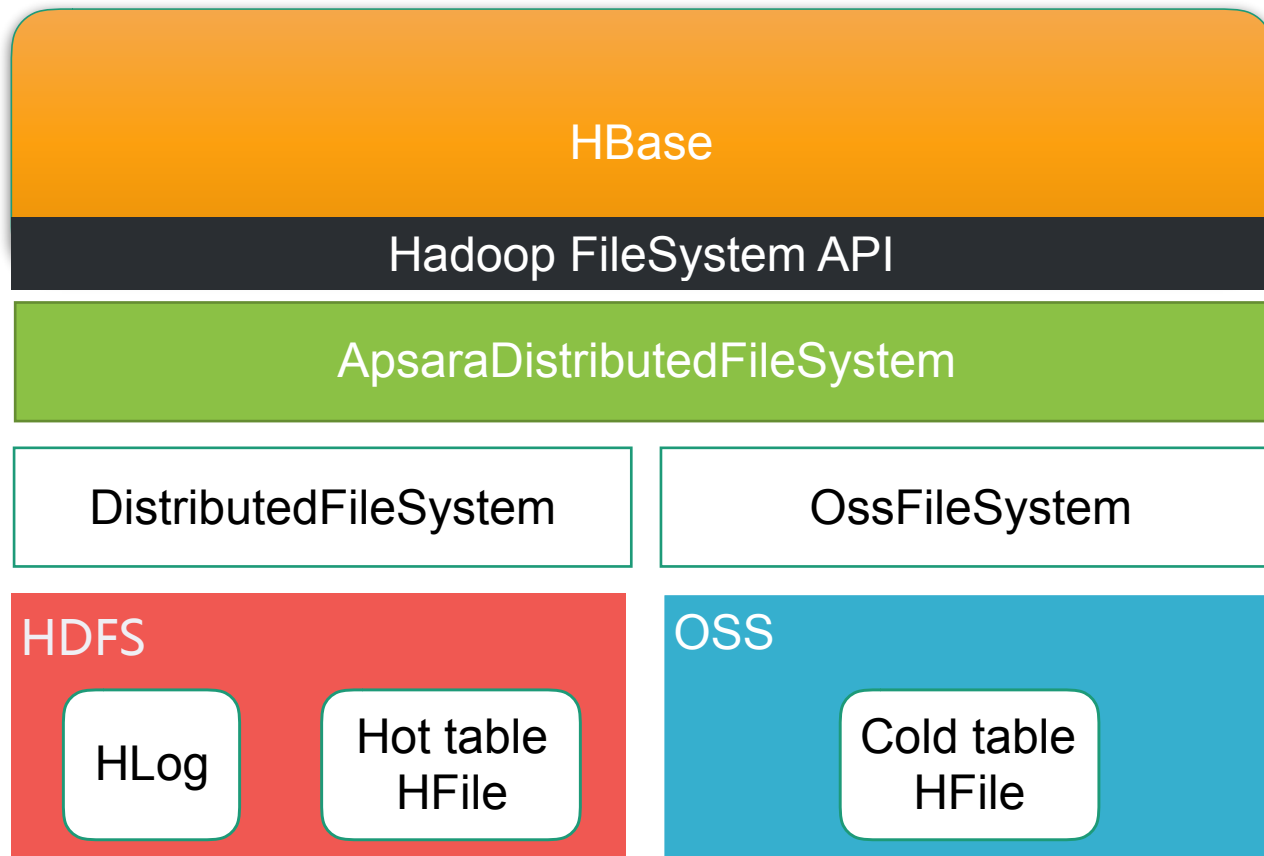 HBase
Hadoop FileSystem API
ApsaraDistributedFileSystem
DistributedFileSystem
OssFileSystem
HDFS
HLog
Hot table
HFile
OSS
Cold table
HFile